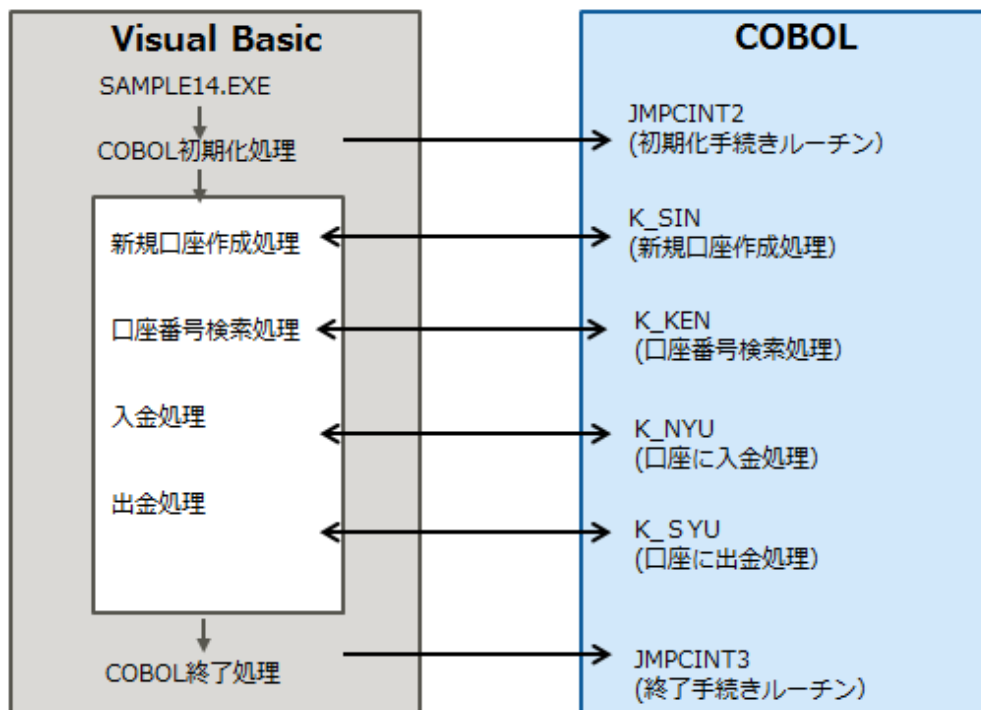 Visual Basic
SAMPLE14.EXE
COBOL初期化処理
新規口座作成処理
口座番号検索処理
入金処理
出金処理
COBOL終了処理
COBOL
JMPCINT2
(初期化手続きルーチン）
K_SIN
(新規口座作成処理）
K_KEN
(口座番号検索処理）
K_NYU
(口座に入金処理）
K_ＳYU
(口座に出金処理）
JMPCINT3
(終了手続きルーチン）